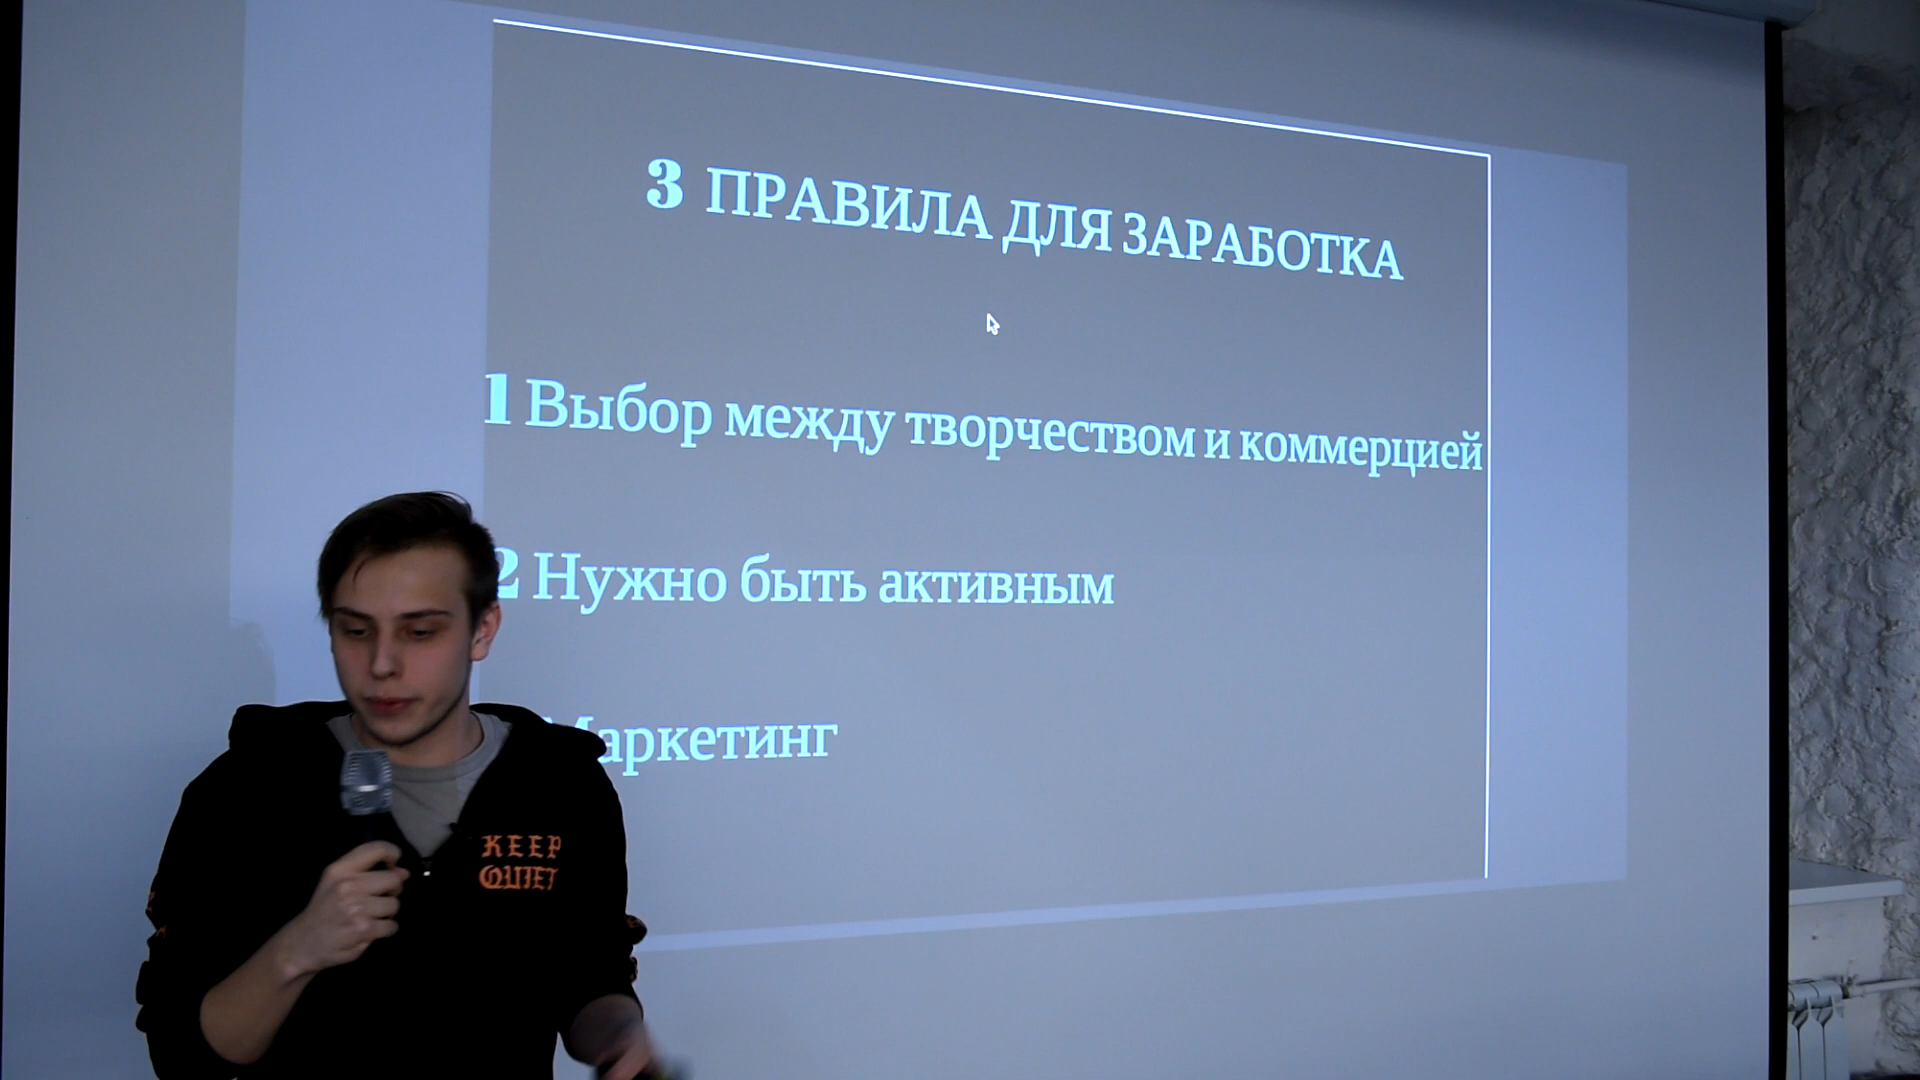 3 ПРАВИЛА ДЛЯ ЗАРАБОТКА
1 Выбор между творчеством и коммерцией
2 Нужно быть активным
Маркетинг
KEEP
QUIET